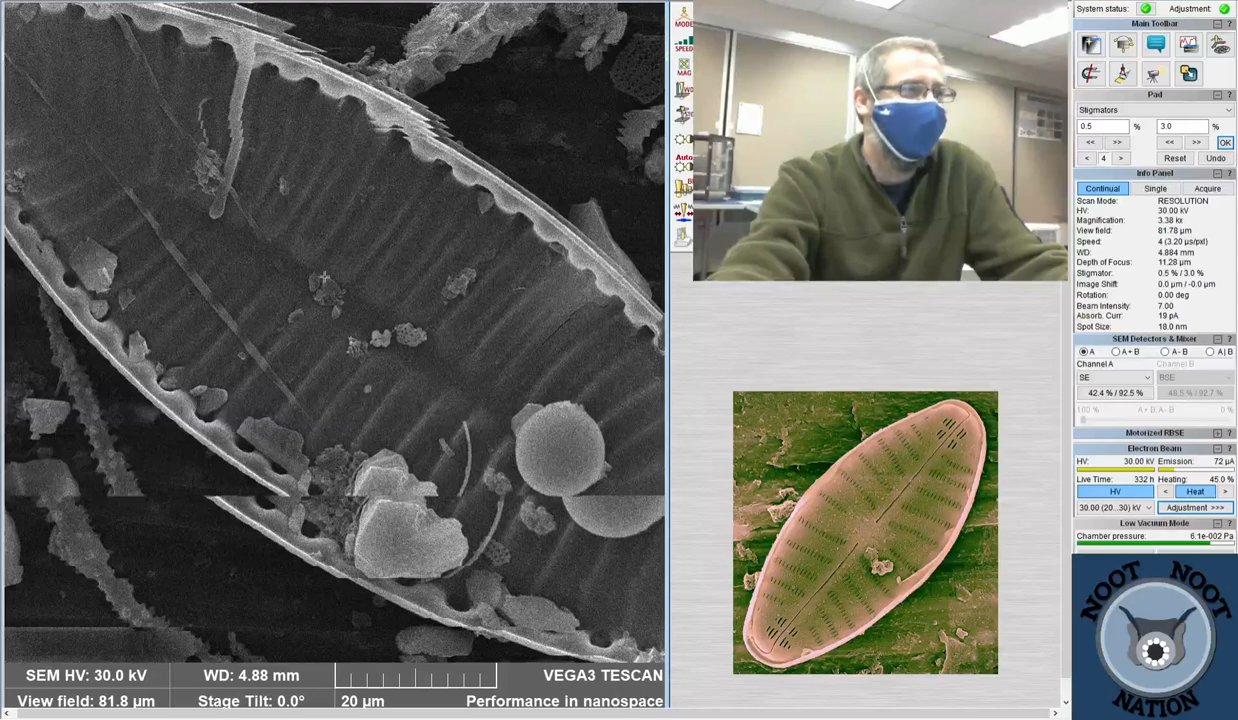 SEM HV: 30.0 kV
WD: 4.88 mm
VEGA3 TESCAN
View field: 81.8 µm
Stage Tilt: 0.0°
20 µm
Performance in nanospace
MODE
SPEED
MAG
WD
Auto
System status:
Adjustment:
Main Toolbar
Pad
Stigmators
0.5 %
3.0 %
<< >> << >> OK
< 4 > Reset Undo
Info Panel
Continual Single Acquire
Scan Mode: RESOLUTION
HV: 30.00 kV
Magnification: 3.38 kx
View field: 81.78 µm
Speed: 4 (3.20 µs/pxl)
WD: 4.884 mm
Depth of Focus: 11.28 µm
Stigmator: 0.5 % / 3.0 %
Image Shift: 0.0 µm / -0.0 µm
Rotation: 0.00 deg
Beam Intensity: 7.00
Absorb. Curr: 19 pA
Spot Size: 18.0 nm
SEM Detectors & Mixer
A A + B A - B A | B
Channel A Channel B
SE BSE
42.4 % / 92.5 % 48.5 % / 92.7 %
100 % A+B:A-B 0 %
Motorized RBSE
Electron Beam
HV: 30.00 kV Emission: 72 µA
Live Time: 332 h Heating: 45.0 %
HV < Heat >
30.00 (20...30) kV Adjustment >>>
Low Vacuum Mode
Chamber pressure: 6.1e-002 Pa
NOOT NOOT
NATION